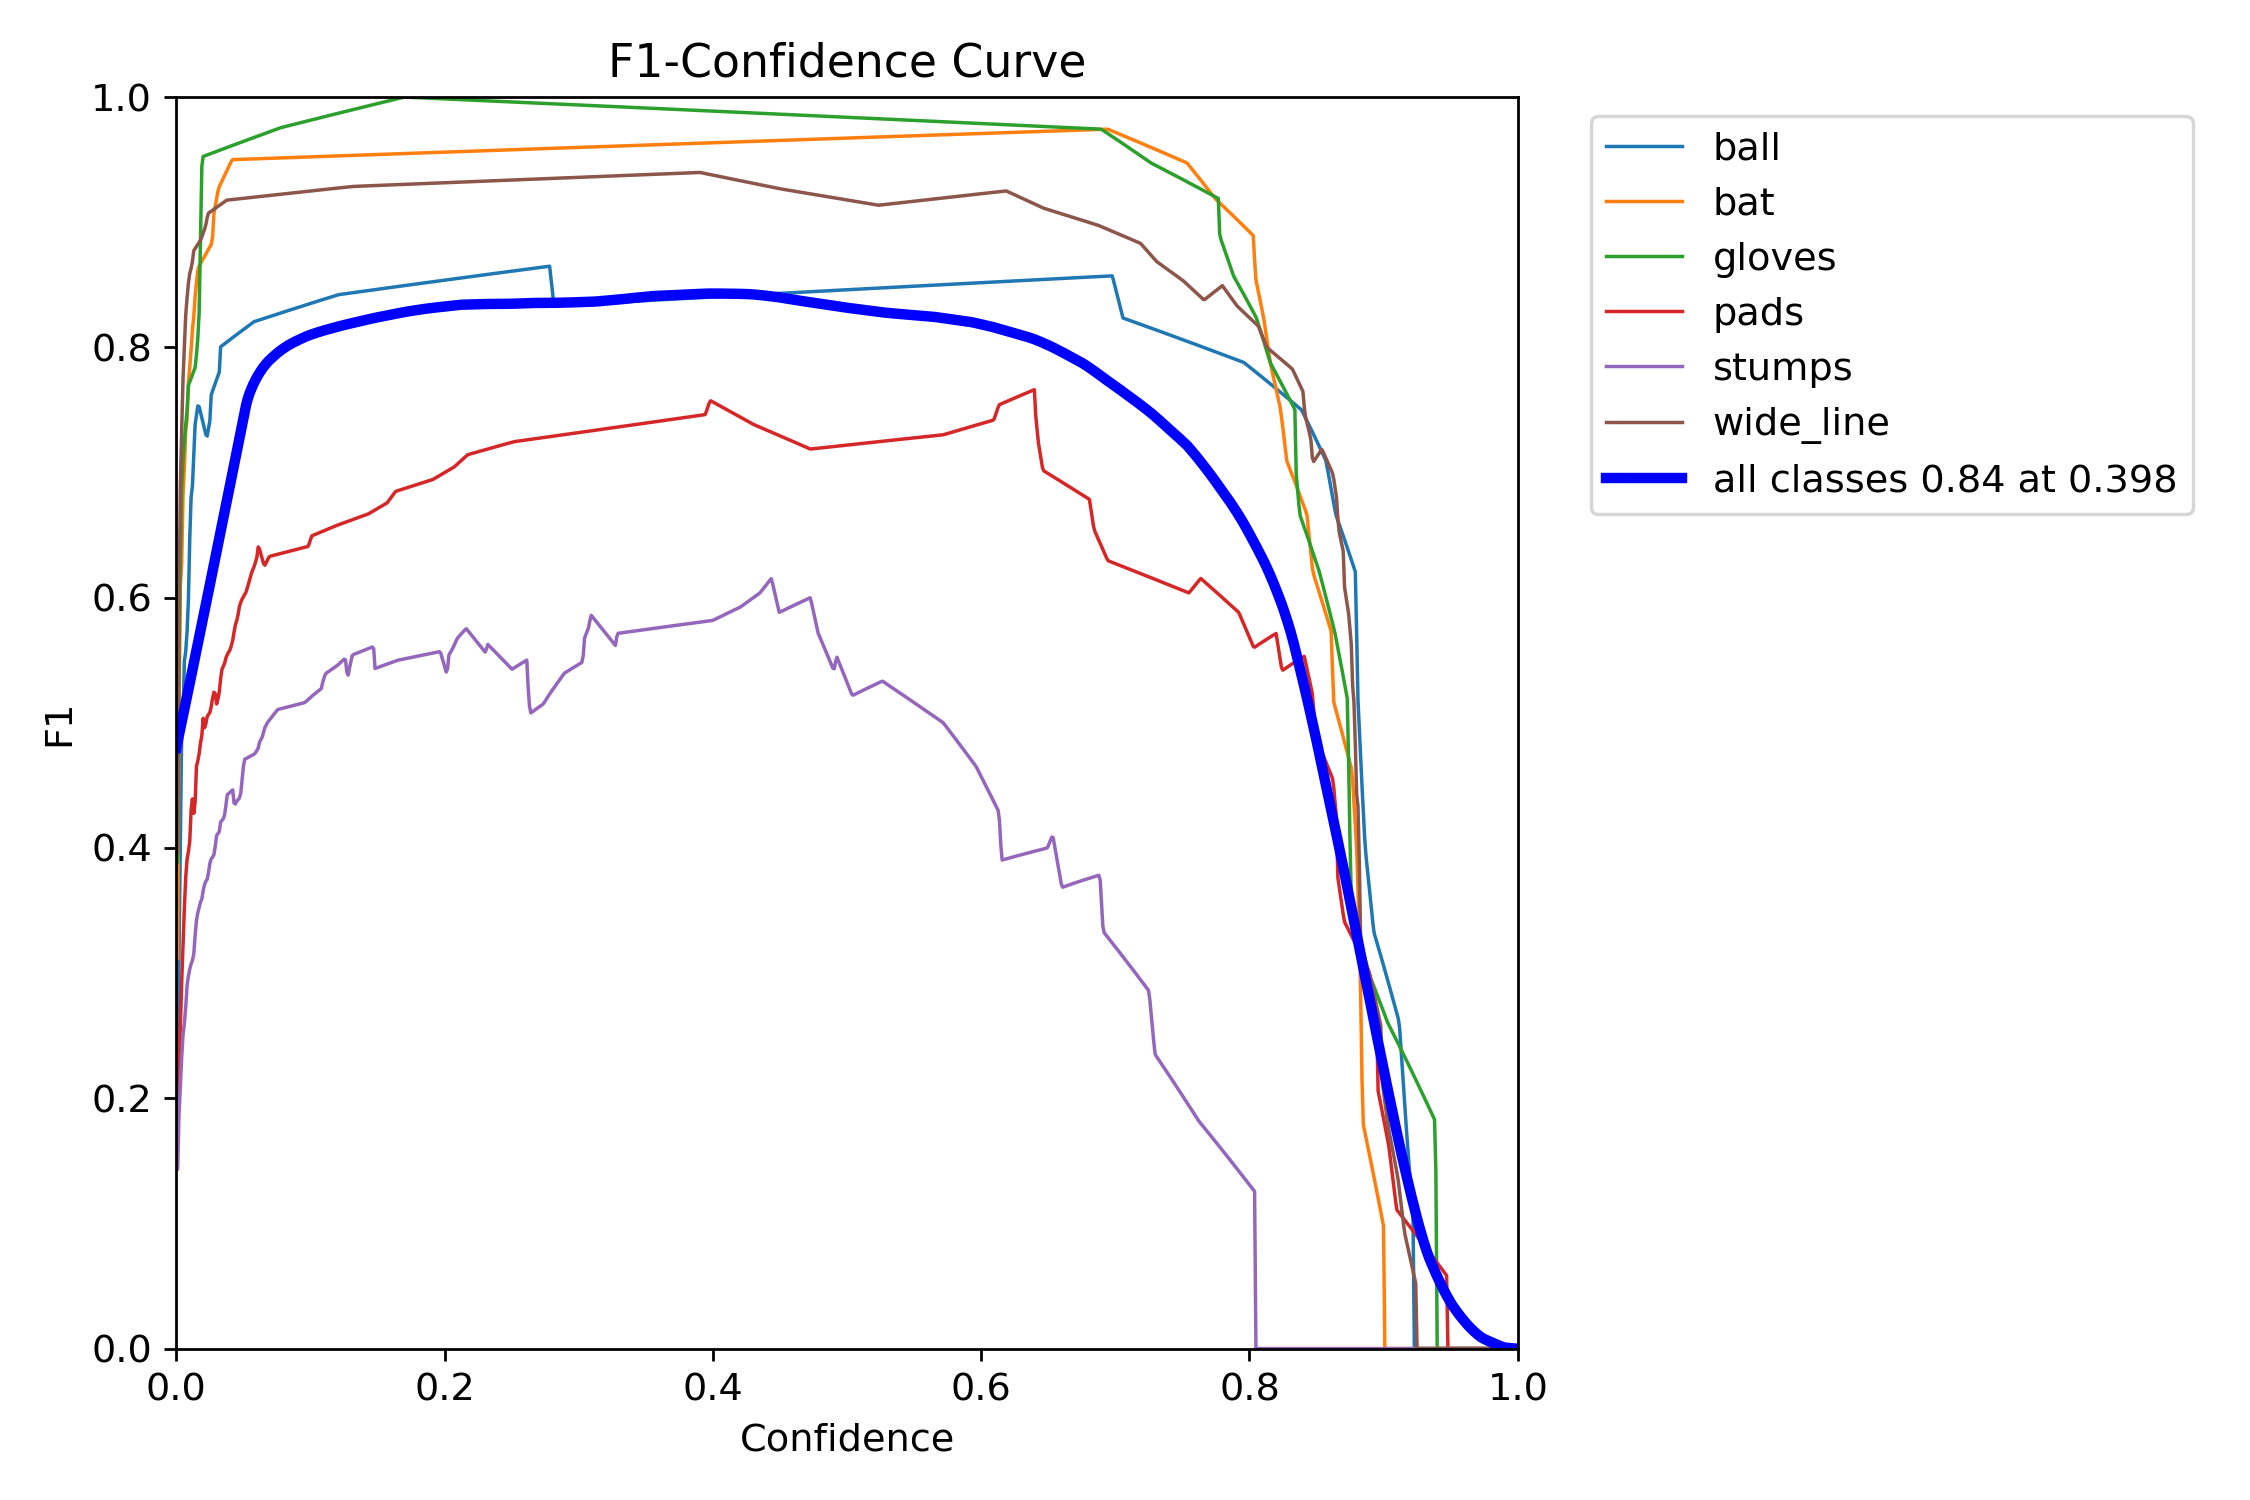 F1-Confidence Curve
1.0
0.8
0.6
0.4
0.2
0.0
F1
0.0 0.2 0.4 0.6 0.8 1.0
Confidence
ball
bat
gloves
pads
stumps
wide_line
all classes 0.84 at 0.398